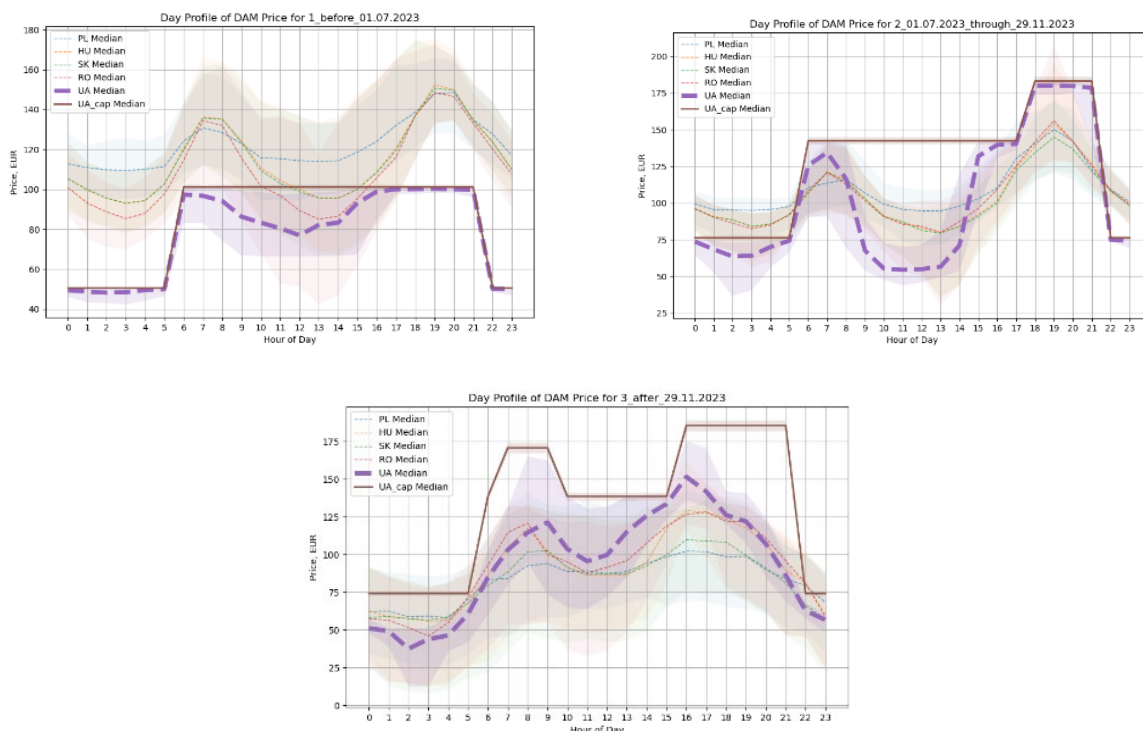 Day Profile of DAM Price for 1_before_01.07.2023
180
160
140
120
100
80
60
40
Price, EUR
PL Median
HU Median
SK Median
RO Median
UA Median
UA_cap Median
0 1 2 3 4 5 6 7 8 9 10 11 12 13 14 15 16 17 18 19 20 21 22 23
Hour of Day
Day Profile of DAM Price for 2_01.07.2023_through_29.11.2023
200
175
150
125
100
75
50
25
Price, EUR
PL Median
HU Median
SK Median
RO Median
UA Median
UA_cap Median
0 1 2 3 4 5 6 7 8 9 10 11 12 13 14 15 16 17 18 19 20 21 22 23
Hour of Day
Day Profile of DAM Price for 3_after_29.11.2023
175
150
125
100
75
50
25
0
Price, EUR
PL Median
HU Median
SK Median
RO Median
UA Median
UA_cap Median
0 1 2 3 4 5 6 7 8 9 10 11 12 13 14 15 16 17 18 19 20 21 22 23
Hour of Day